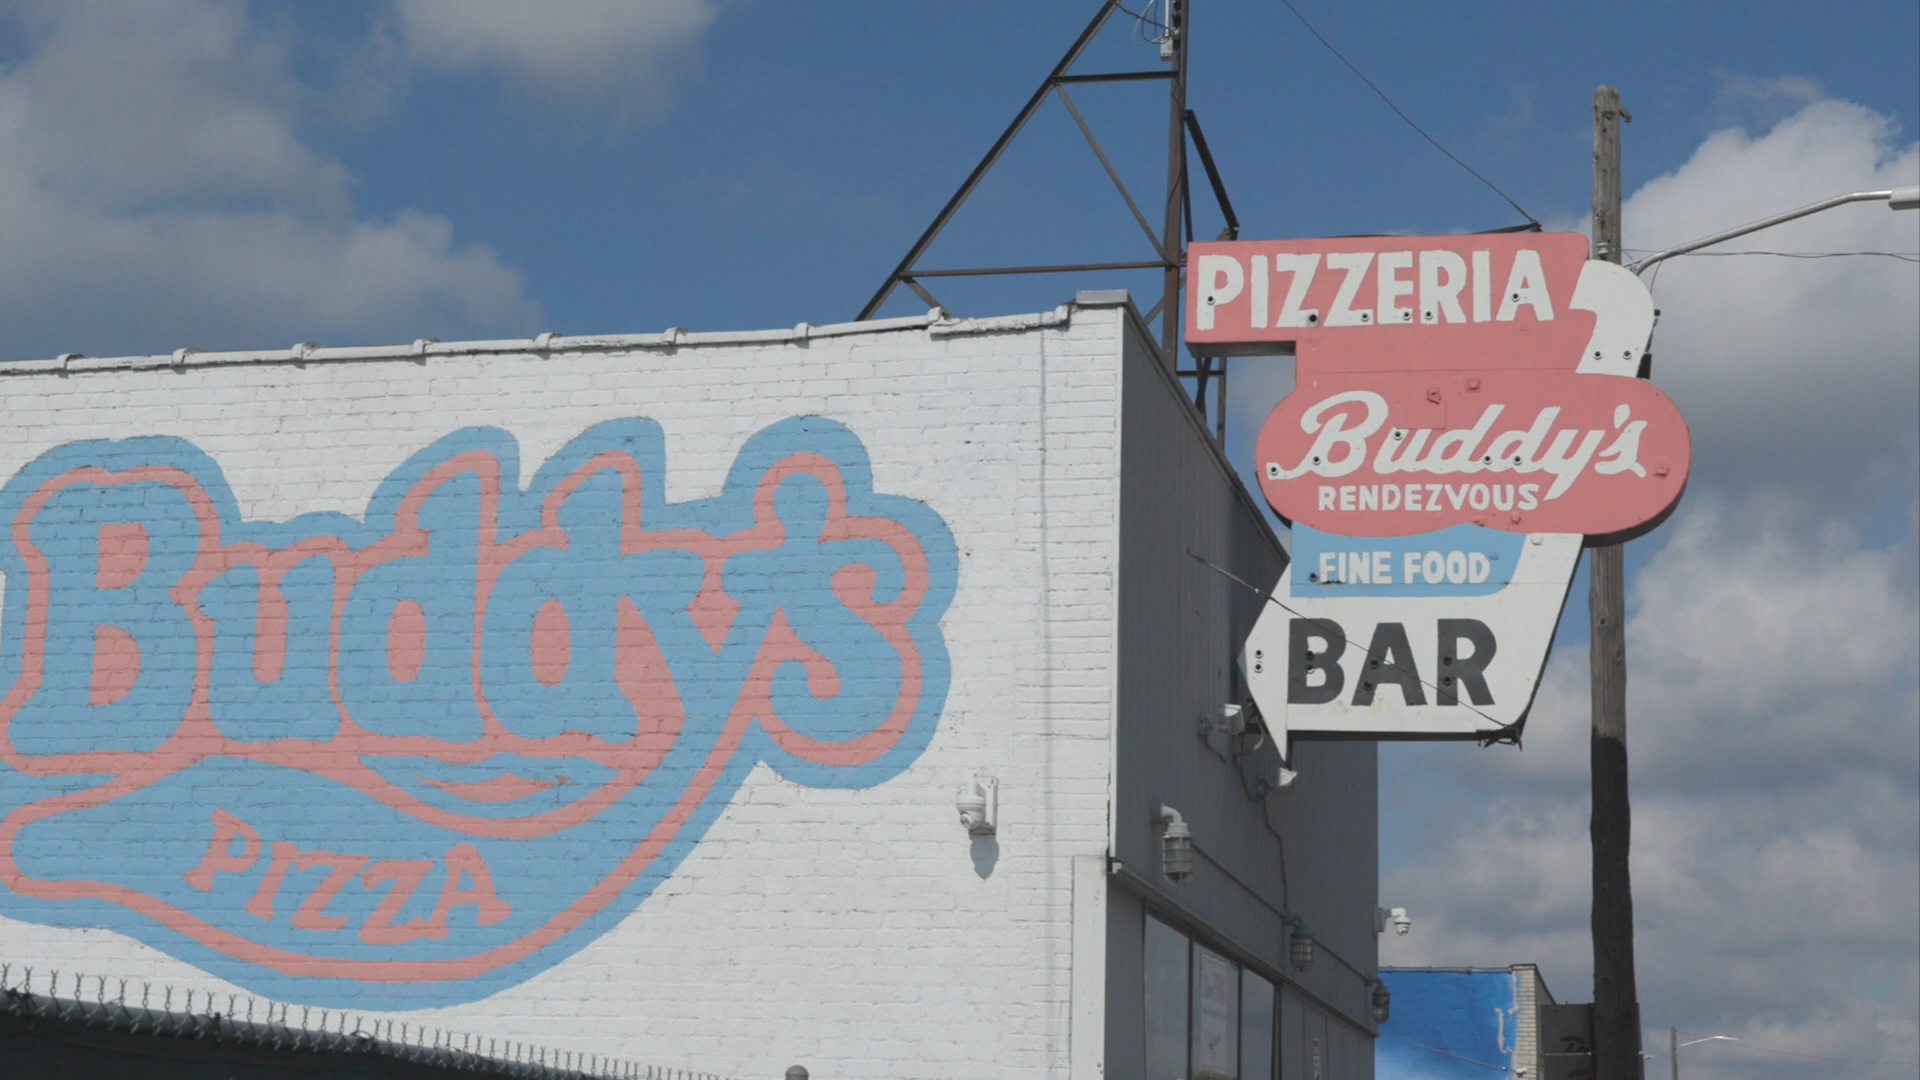 Buddy's
PIZZA
PIZZERIA
Buddy's
RENDEZVOUS
FINE FOOD
BAR